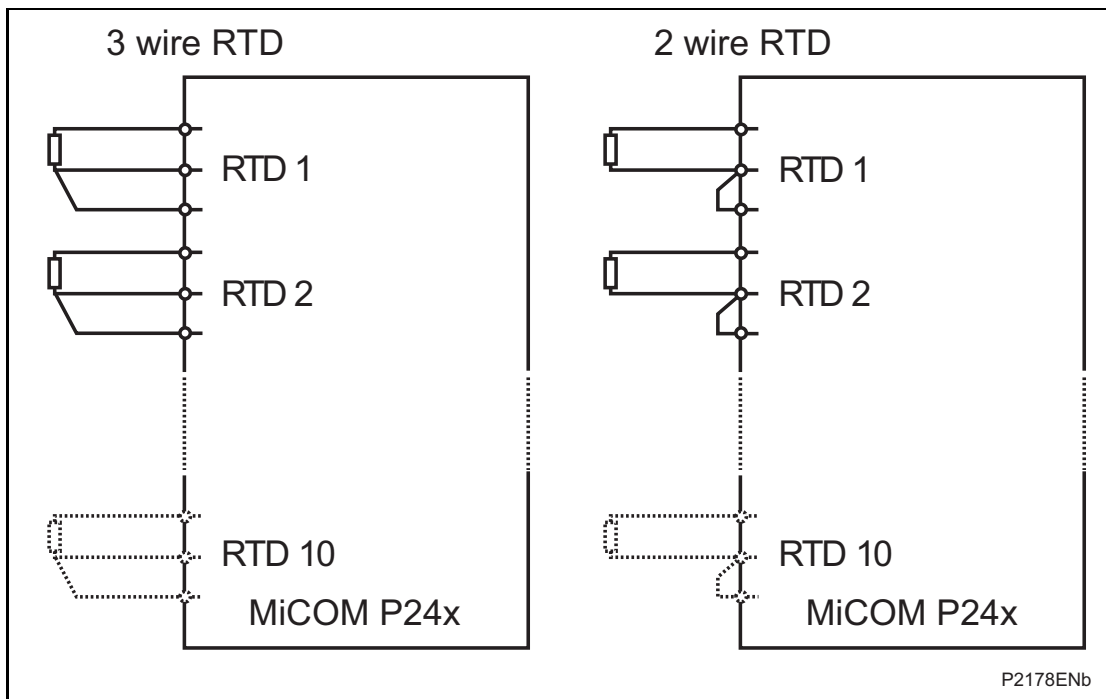 3 wire RTD
RTD 1
RTD 2
RTD 10
MiCOM P24x
2 wire RTD
RTD 1
RTD 2
RTD 10
MiCOM P24x
P2178ENb